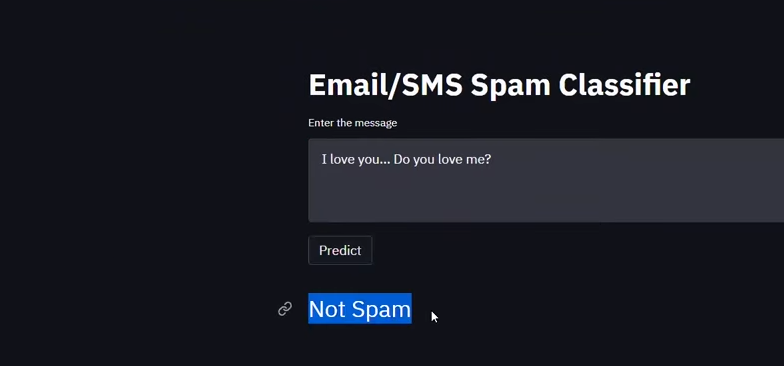 Email/SMS Spam Classifier
Enter the message
I love you... Do you love me?
Predict
Not Spam